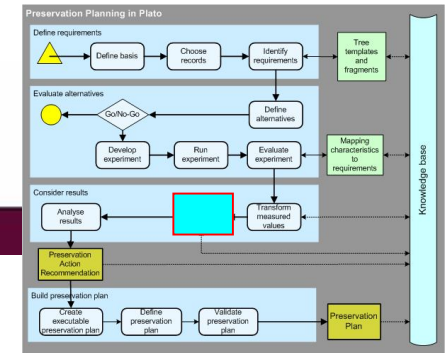 Preservation Planning in Plato
Define requirements
Define basis
Choose
records
Identify
requirements
Tree
templates
and
fragments
Evaluate alternatives
Go/No-Go
Define
alternatives
Develop
experiment
Run
experiment
Evaluate
experiment
Mapping
characteristics
to
requirements
Knowledge base
Consider results
Analyse
results
Transform
measured
values
Preservation
Action
Recommendation
Build preservation plan
Create
executable
preservation plan
Define
preservation
plan
Validate
preservation
plan
Preservation
Plan